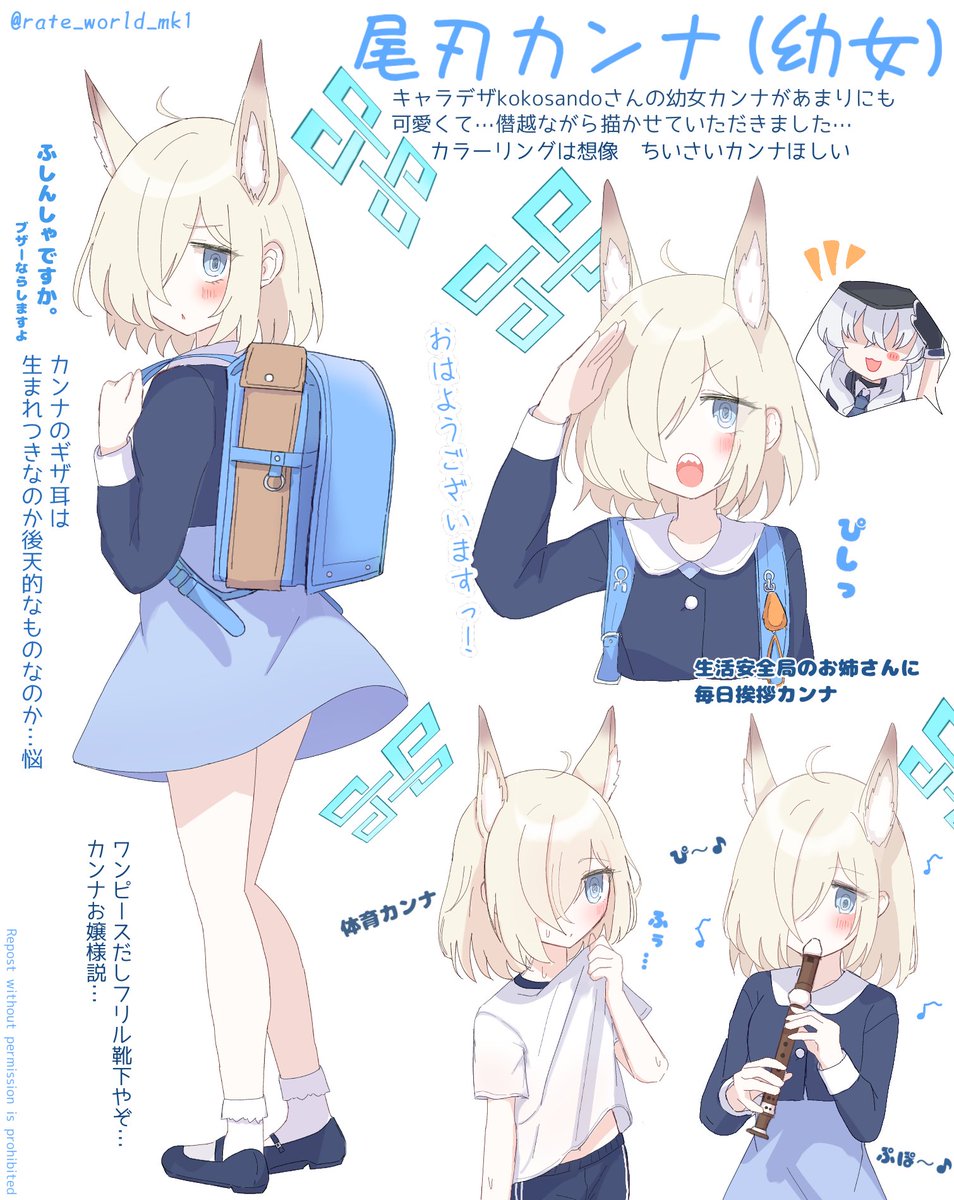 @rate_world_mk1
尾刃カンナ(幼女)
キャラデザkokosandoさんの幼女カンナがあまりにも
可愛くて…僭越ながら描かせていただきました…
カラーリングは想像　ちいさいカンナほしい
ふしんしゃですか。
ブザーならしますよ
カンナのギザ耳は
生まれつきなのか後天的なものなのか…悩
おはようございますっー!
ぴしっ
生活安全局のお姉さんに
毎日挨拶カンナ
体育カンナ
ふぅ…
ぴ〜♪
ぷぽ〜♪
ワンピースだしフリル靴下やぞ…
カンナお嬢様説…
Repost without permission is prohibited